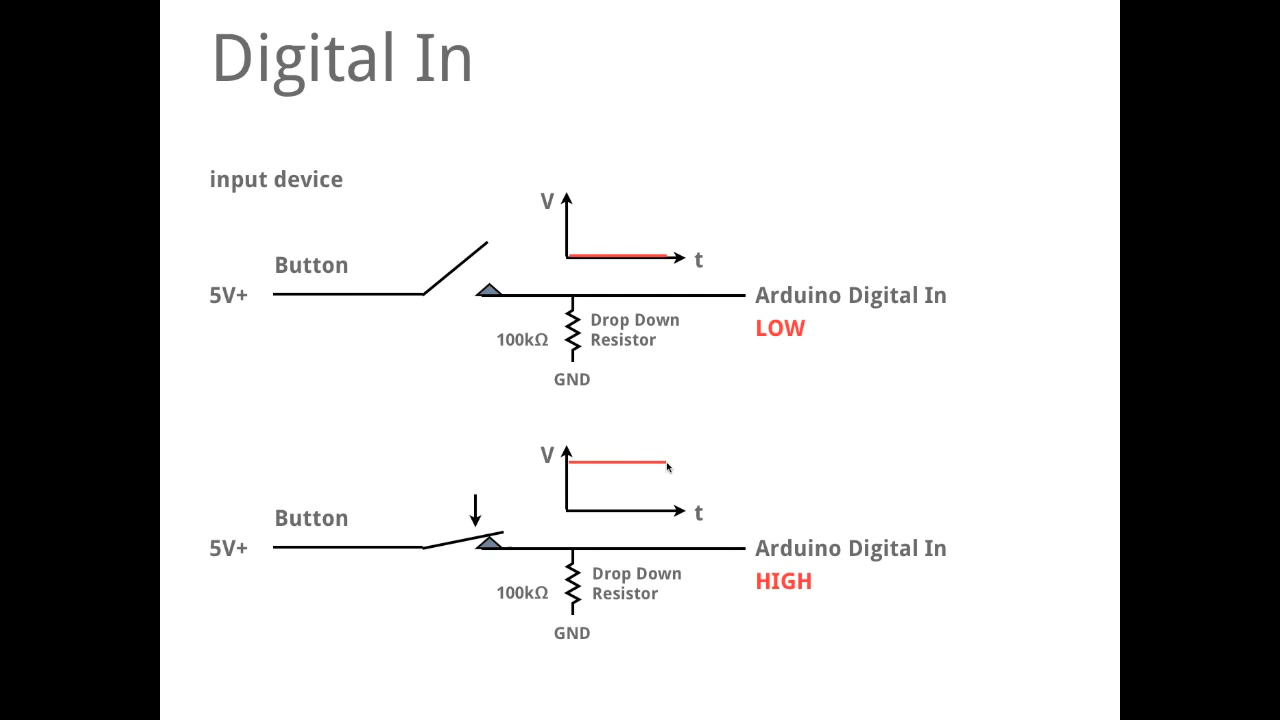 Digital In
input device
V
t
Button
5V+
Arduino Digital In
LOW
100kΩ
Drop Down
Resistor
GND
V
t
Button
5V+
Arduino Digital In
HIGH
100kΩ
Drop Down
Resistor
GND